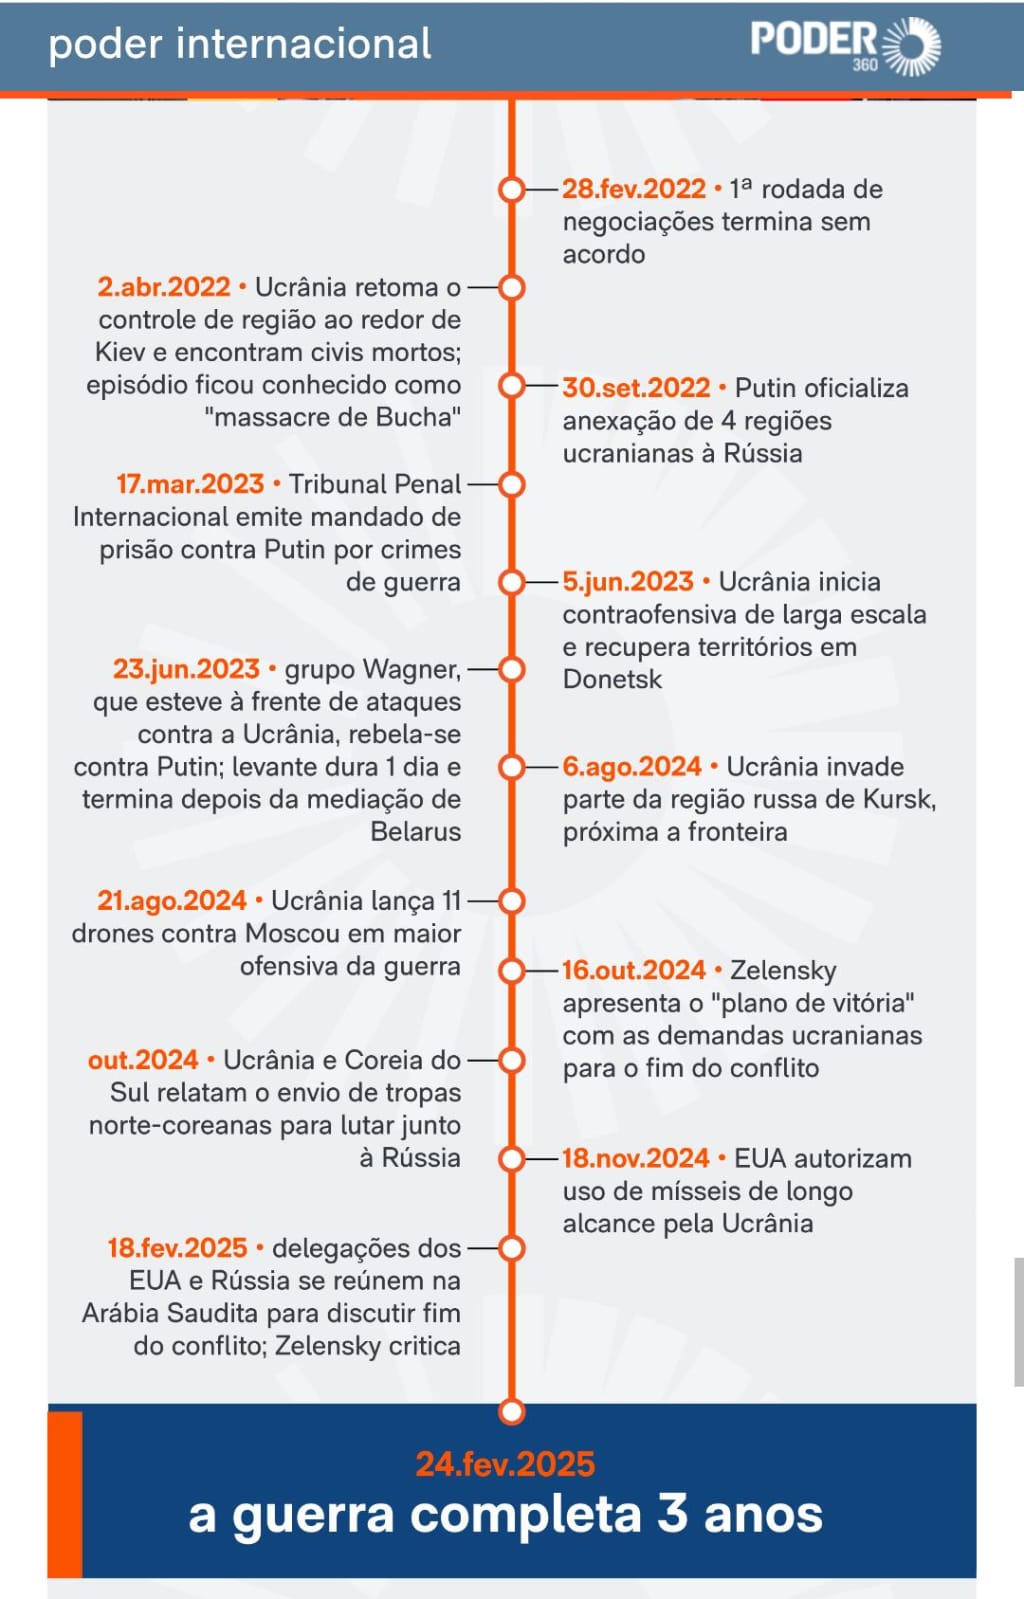 poder internacional
PODER
360
28.fev.2022 • 1ª rodada de
negociações termina sem
acordo
2.abr.2022 • Ucrânia retoma o
controle de região ao redor de
Kiev e encontram civis mortos;
episódio ficou conhecido como
"massacre de Bucha"
30.set.2022 • Putin oficializa
anexação de 4 regiões
ucranianas à Rússia
17.mar.2023 • Tribunal Penal
Internacional emite mandado de
prisão contra Putin por crimes
de guerra
5.jun.2023 • Ucrânia inicia
contraofensiva de larga escala
e recupera territórios em
Donetsk
23.jun.2023 • grupo Wagner,
que esteve à frente de ataques
contra a Ucrânia, rebela-se
contra Putin; levante dura 1 dia e
termina depois da mediação de
Belarus
6.ago.2024 • Ucrânia invade
parte da região russa de Kursk,
próxima a fronteira
21.ago.2024 • Ucrânia lança 11
drones contra Moscou em maior
ofensiva da guerra
16.out.2024 • Zelensky
apresenta o "plano de vitória"
com as demandas ucranianas
para o fim do conflito
out.2024 • Ucrânia e Coreia do
Sul relatam o envio de tropas
norte-coreanas para lutar junto
à Rússia
18.nov.2024 • EUA autorizam
uso de mísseis de longo
alcance pela Ucrânia
18.fev.2025 • delegações dos
EUA e Rússia se reúnem na
Arábia Saudita para discutir fim
do conflito; Zelensky critica
24.fev.2025
a guerra completa 3 anos